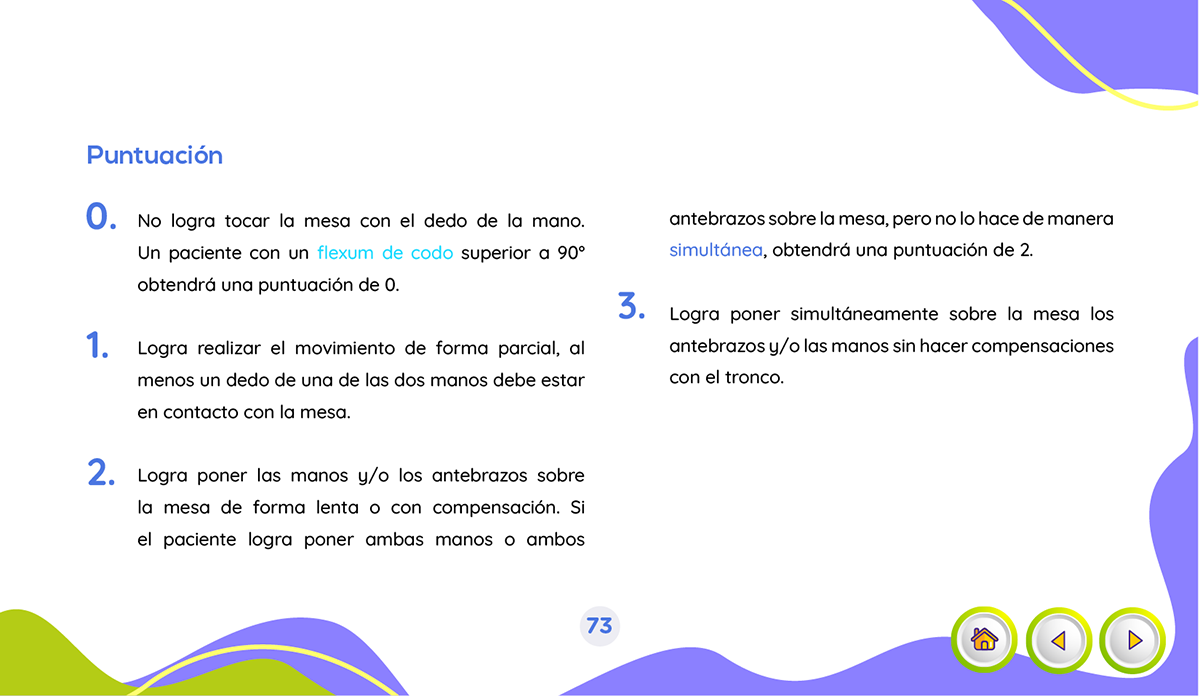 Puntuación
0.
No logra tocar la mesa con el dedo de la mano.
Un paciente con un flexum de codo superior a 90°
obtendrá una puntuación de 0.
1.
Logra realizar el movimiento de forma parcial, al
menos un dedo de una de las dos manos debe estar
en contacto con la mesa.
2.
Logra poner las manos y/o los antebrazos sobre
la mesa de forma lenta o con compensación. Si
el paciente logra poner ambas manos o ambos
antebrazos sobre la mesa, pero no lo hace de manera
simultánea, obtendrá una puntuación de 2.
3.
Logra poner simultáneamente sobre la mesa los
antebrazos y/o las manos sin hacer compensaciones
con el tronco.
73